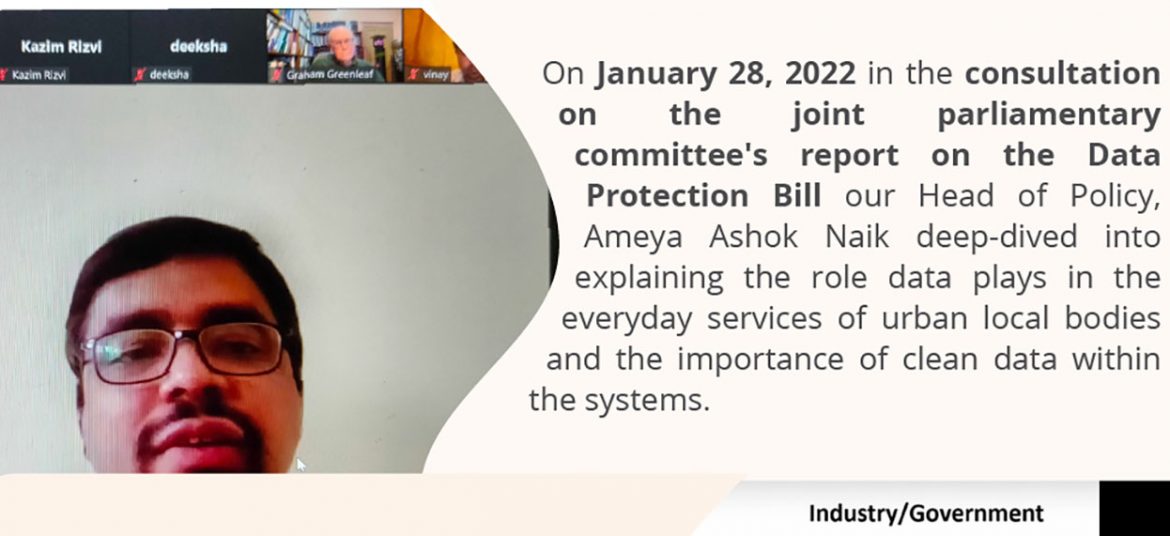 Kazim Rizvi
deeksha
Kazim Rizvi
deeksha
Graham Greenleaf
vinay
On January 28, 2022 in the consultation
on the joint parliamentary
committee's report on the Data
Protection Bill our Head of Policy,
Ameya Ashok Naik deep-dived into
explaining the role data plays in the
everyday services of urban local bodies
and the importance of clean data within
the systems.
Industry/Government